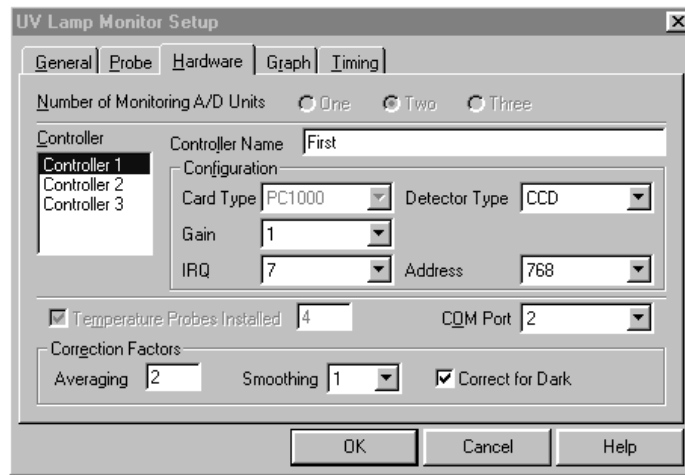 UV Lamp Monitor Setup
General Probe Hardware Graph Timing
Number of Monitoring A/D Units One Two Three
Controller
Controller 1
Controller 2
Controller 3
Controller Name First
Configuration
Card Type PC1000 Detector Type CCD
Gain 1
IRQ 7 Address 768
Temperature Probes Installed 4 COM Port 2
Correction Factors
Averaging 2 Smoothing 1 Correct for Dark
OK Cancel Help